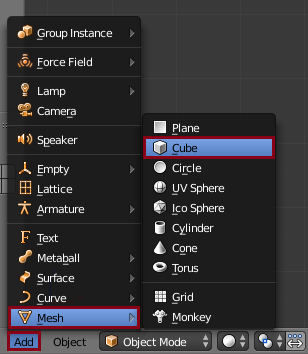 Group Instance
Force Field
Lamp
Camera
Speaker
Empty
Lattice
Armature
Text
Metaball
Surface
Curve
Mesh
Plane
Cube
Circle
UV Sphere
Ico Sphere
Cylinder
Cone
Torus
Grid
Monkey
Add Object Object Mode